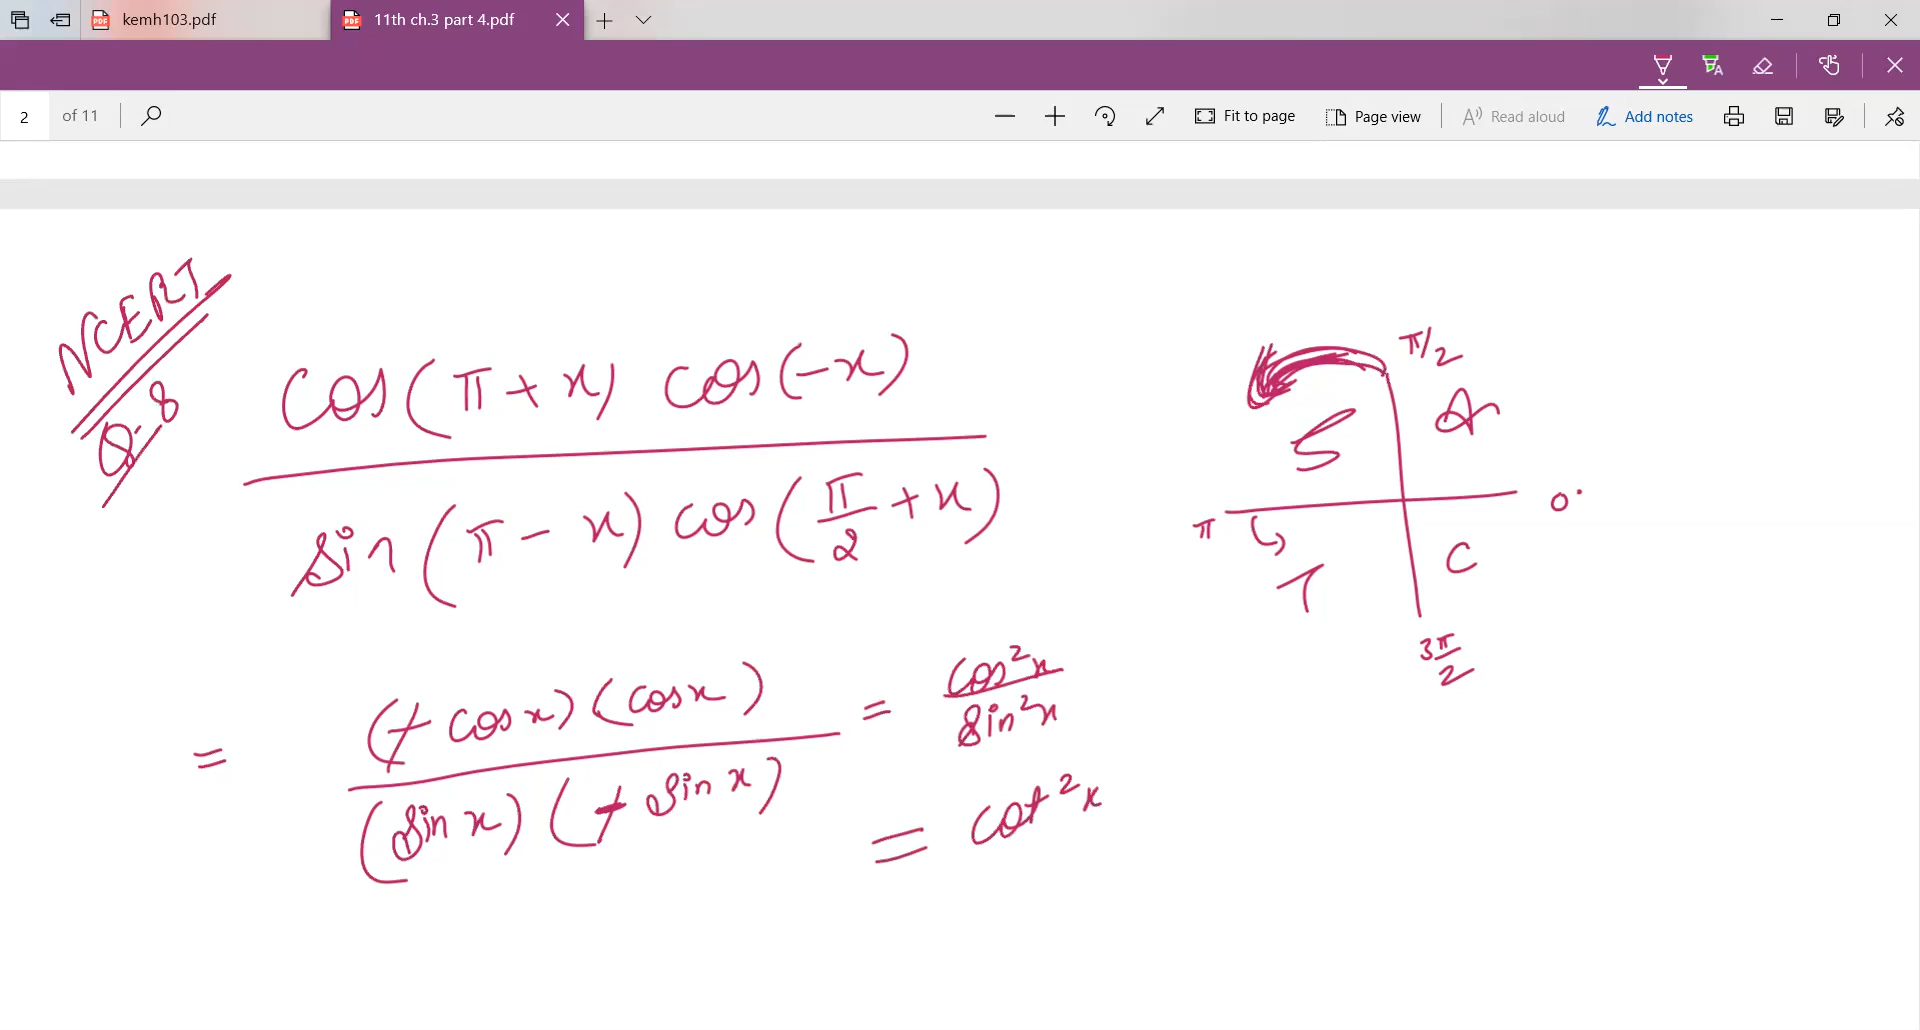 kemh103.pdf
11th ch.3 part 4.pdf
2 of 11
Fit to page
Page view
Read aloud
Add notes
NCERT
Q.8
cos(π+x) cos(-x)
sin(π-x) cos(π/2+x)
π/2
S
A
π
0°
T
C
3π/2
= (-cos x)(cos x) = cos²x
(sin x)(-sin x) sin²x
= cot²x